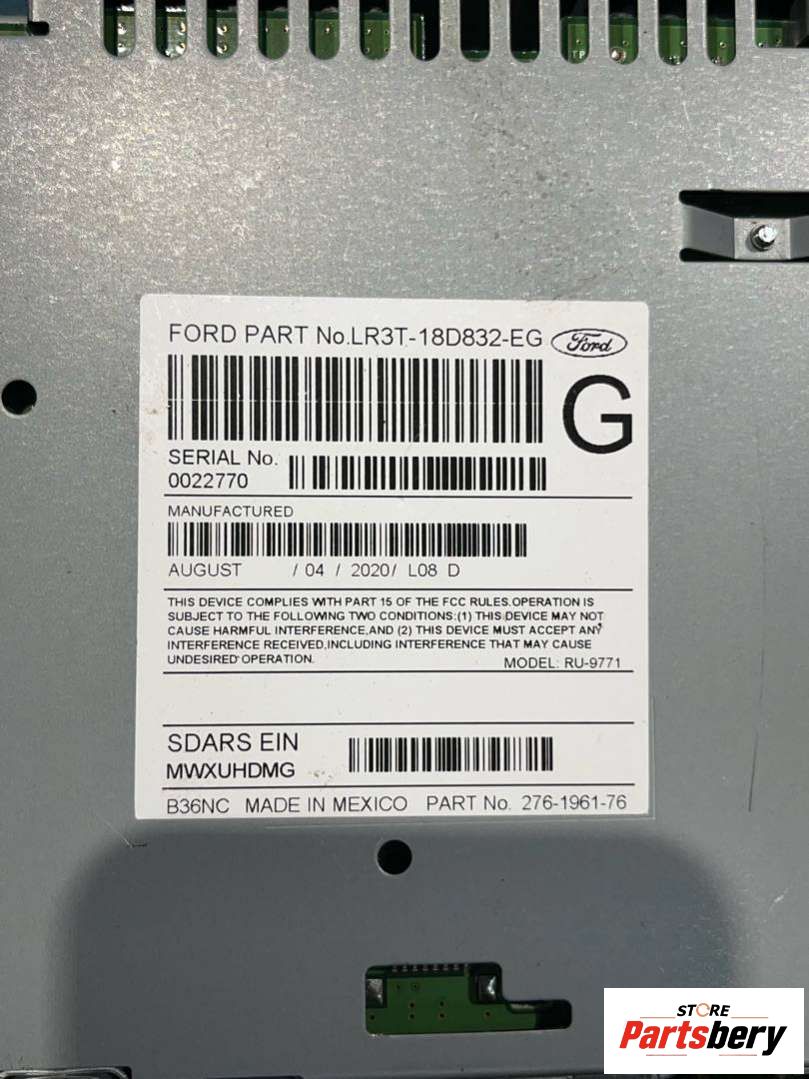 FORD PART No.LR3T-18D832-EG Ford
G
SERIAL No.
0022770
MANUFACTURED
AUGUST / 04 / 2020/ L08 D
THIS DEVICE COMPLIES WITH PART 15 OF THE FCC RULES.OPERATION IS
SUBJECT TO THE FOLLOWING TWO CONDITIONS:(1) THIS DEVICE MAY NOT
CAUSE HARMFUL INTERFERENCE,AND (2) THIS DEVICE MUST ACCEPT ANY
INTERFERENCE RECEIVED,INCLUDING INTERFERENCE THAT MAY CAUSE
UNDESIRED OPERATION.
MODEL: RU-9771
SDARS EIN
MWXUHDMG
B36NC MADE IN MEXICO PART No. 276-1961-76
STORE
Partsbery